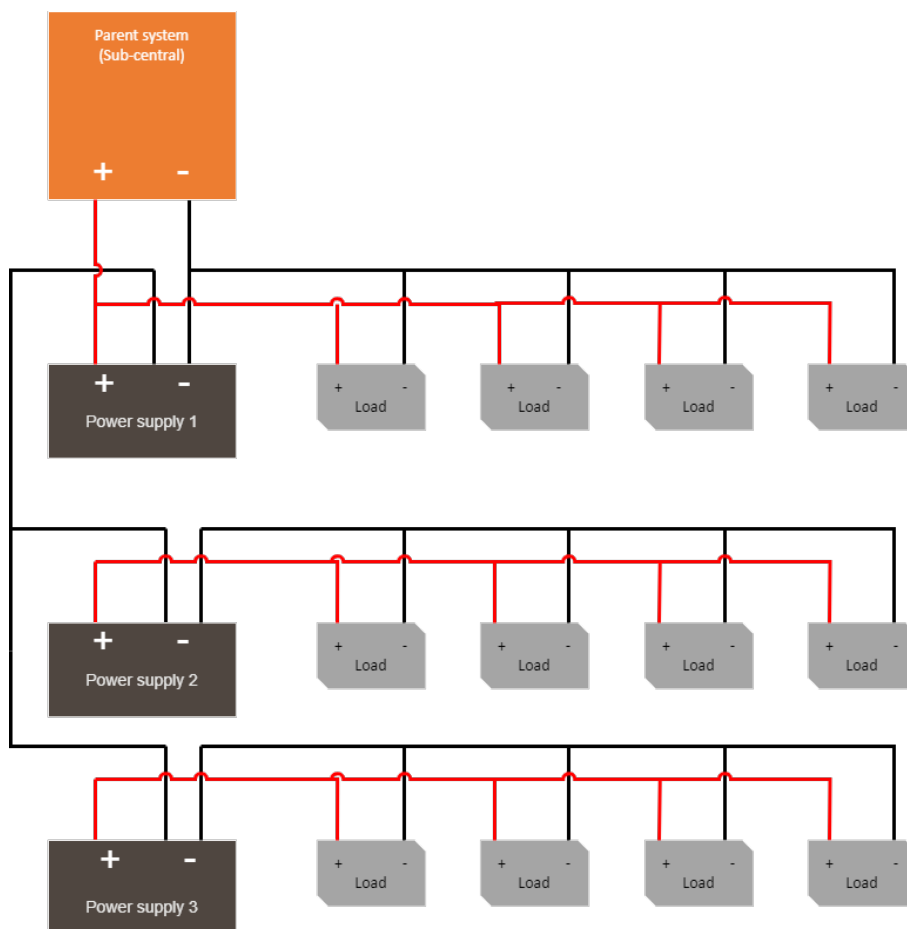 Parent system
(Sub-central)
+ -
+ -
Power supply 1
+ -
Load
+ -
Load
+ -
Load
+ -
Load
+ -
Power supply 2
+ -
Load
+ -
Load
+ -
Load
+ -
Load
+ -
Power supply 3
+ -
Load
+ -
Load
+ -
Load
+ -
Load